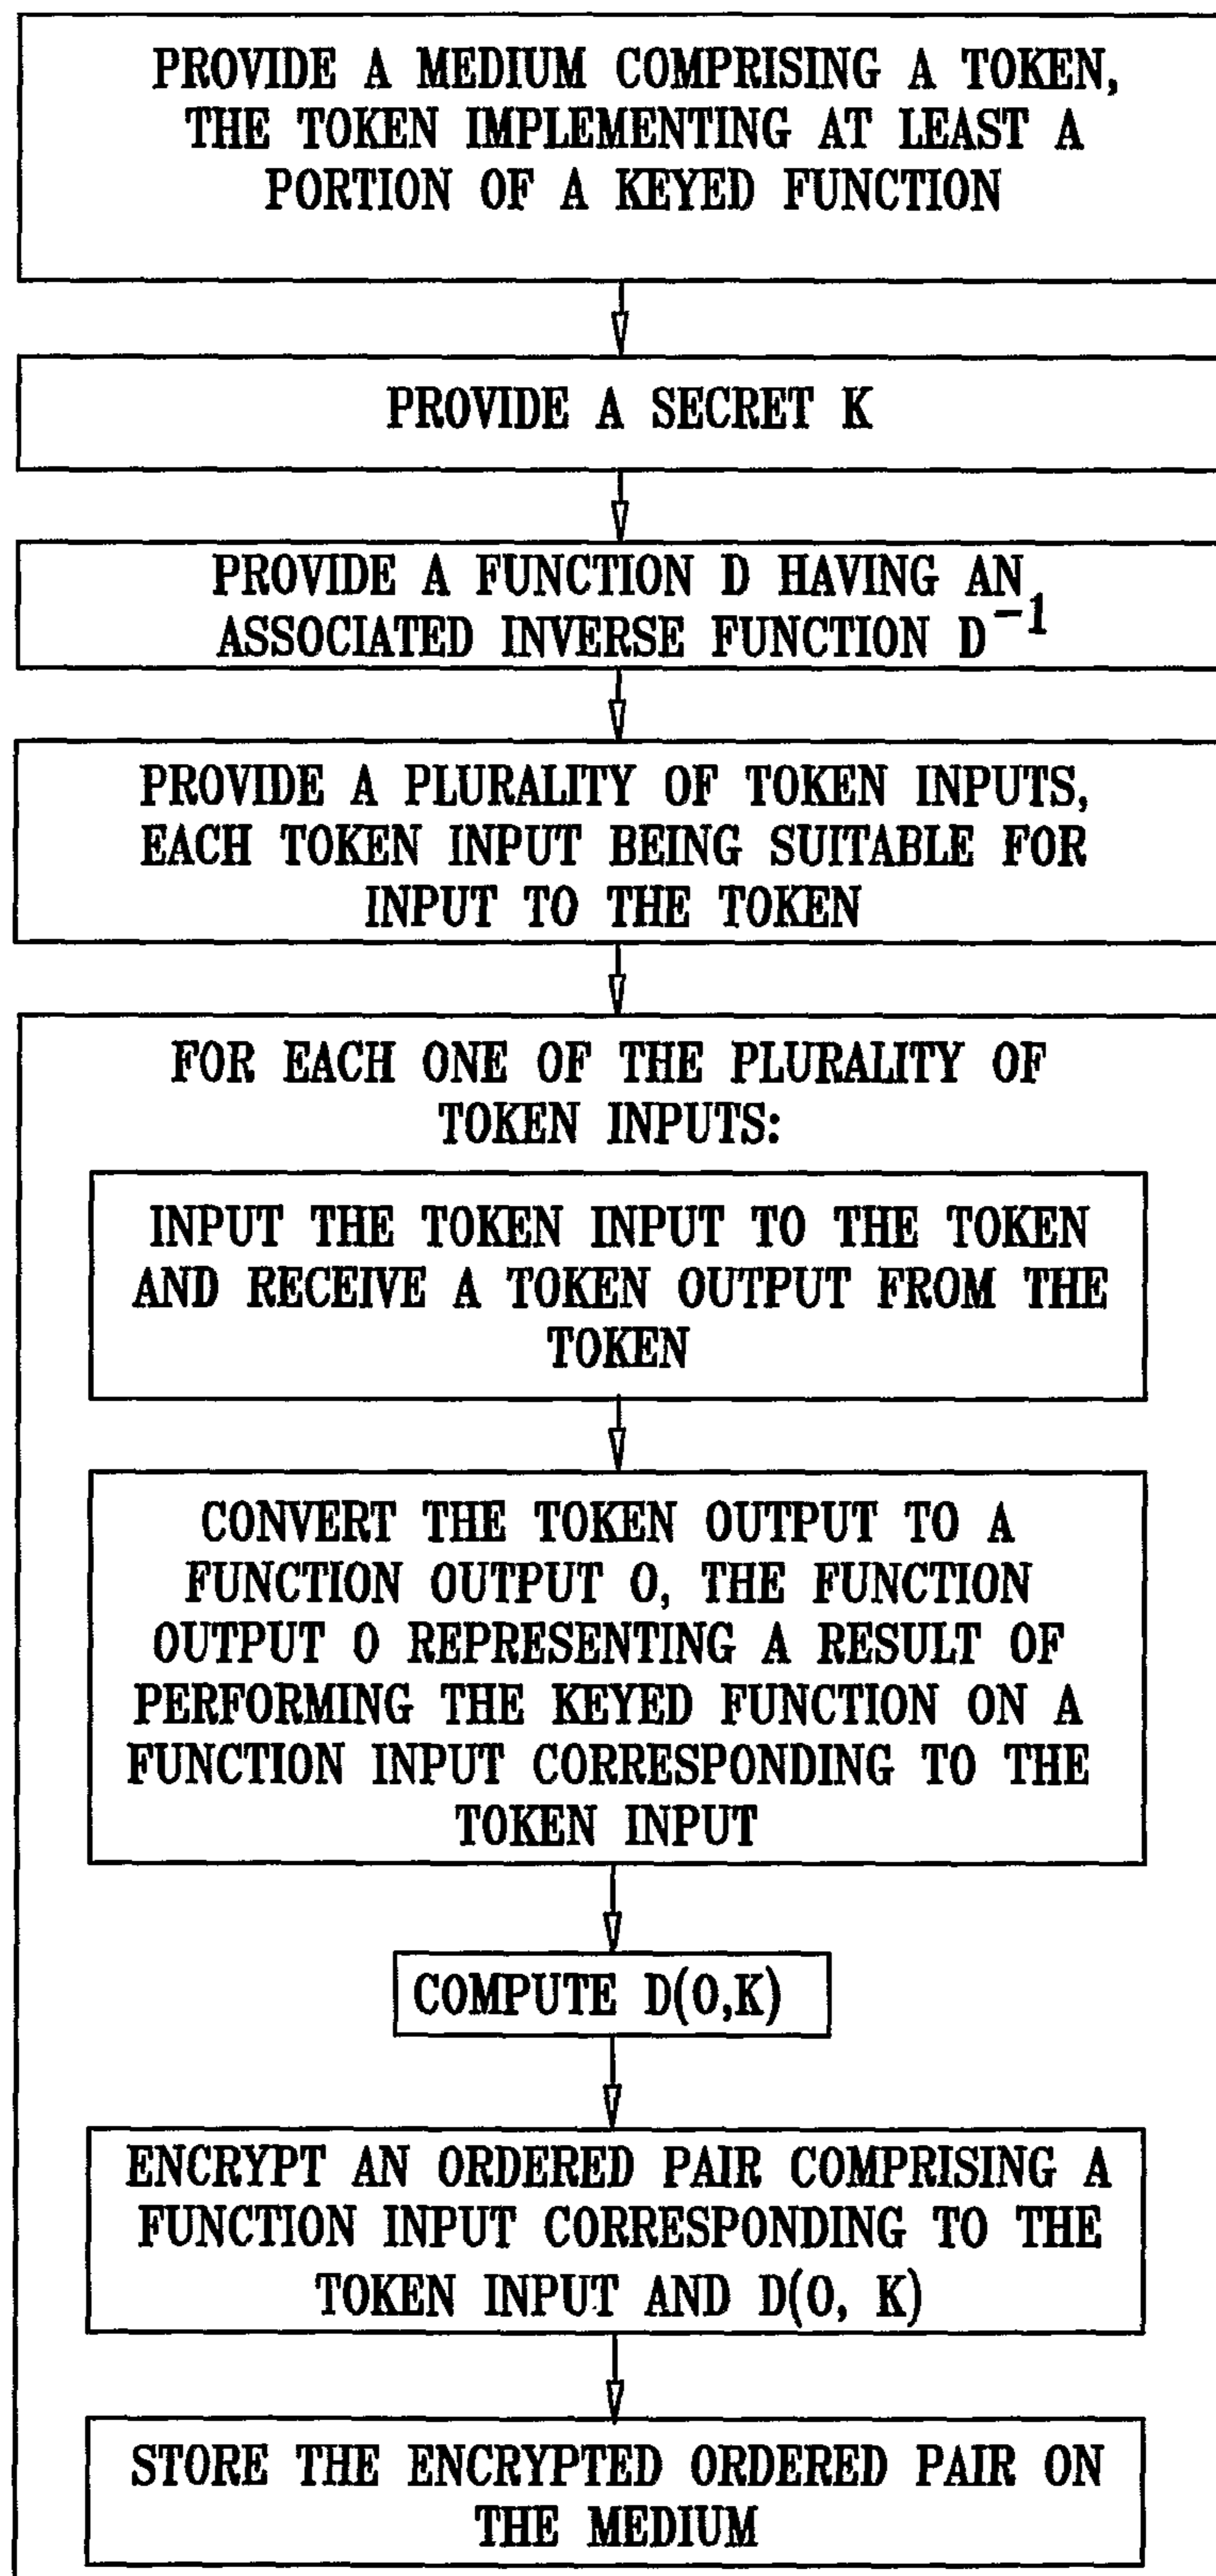 PROVIDE A MEDIUM COMPRISING A TOKEN,
THE TOKEN IMPLEMENTING AT LEAST A
PORTION OF A KEYED FUNCTION
PROVIDE A SECRET K
PROVIDE A FUNCTION D HAVING AN
ASSOCIATED INVERSE FUNCTION D⁻¹
PROVIDE A PLURALITY OF TOKEN INPUTS,
EACH TOKEN INPUT BEING SUITABLE FOR
INPUT TO THE TOKEN
FOR EACH ONE OF THE PLURALITY OF
TOKEN INPUTS:
INPUT THE TOKEN INPUT TO THE TOKEN
AND RECEIVE A TOKEN OUTPUT FROM THE
TOKEN
CONVERT THE TOKEN OUTPUT TO A
FUNCTION OUTPUT O, THE FUNCTION
OUTPUT O REPRESENTING A RESULT OF
PERFORMING THE KEYED FUNCTION ON A
FUNCTION INPUT CORRESPONDING TO THE
TOKEN INPUT
COMPUTE D(O,K)
ENCRYPT AN ORDERED PAIR COMPRISING A
FUNCTION INPUT CORRESPONDING TO THE
TOKEN INPUT AND D(O, K)
STORE THE ENCRYPTED ORDERED PAIR ON
THE MEDIUM